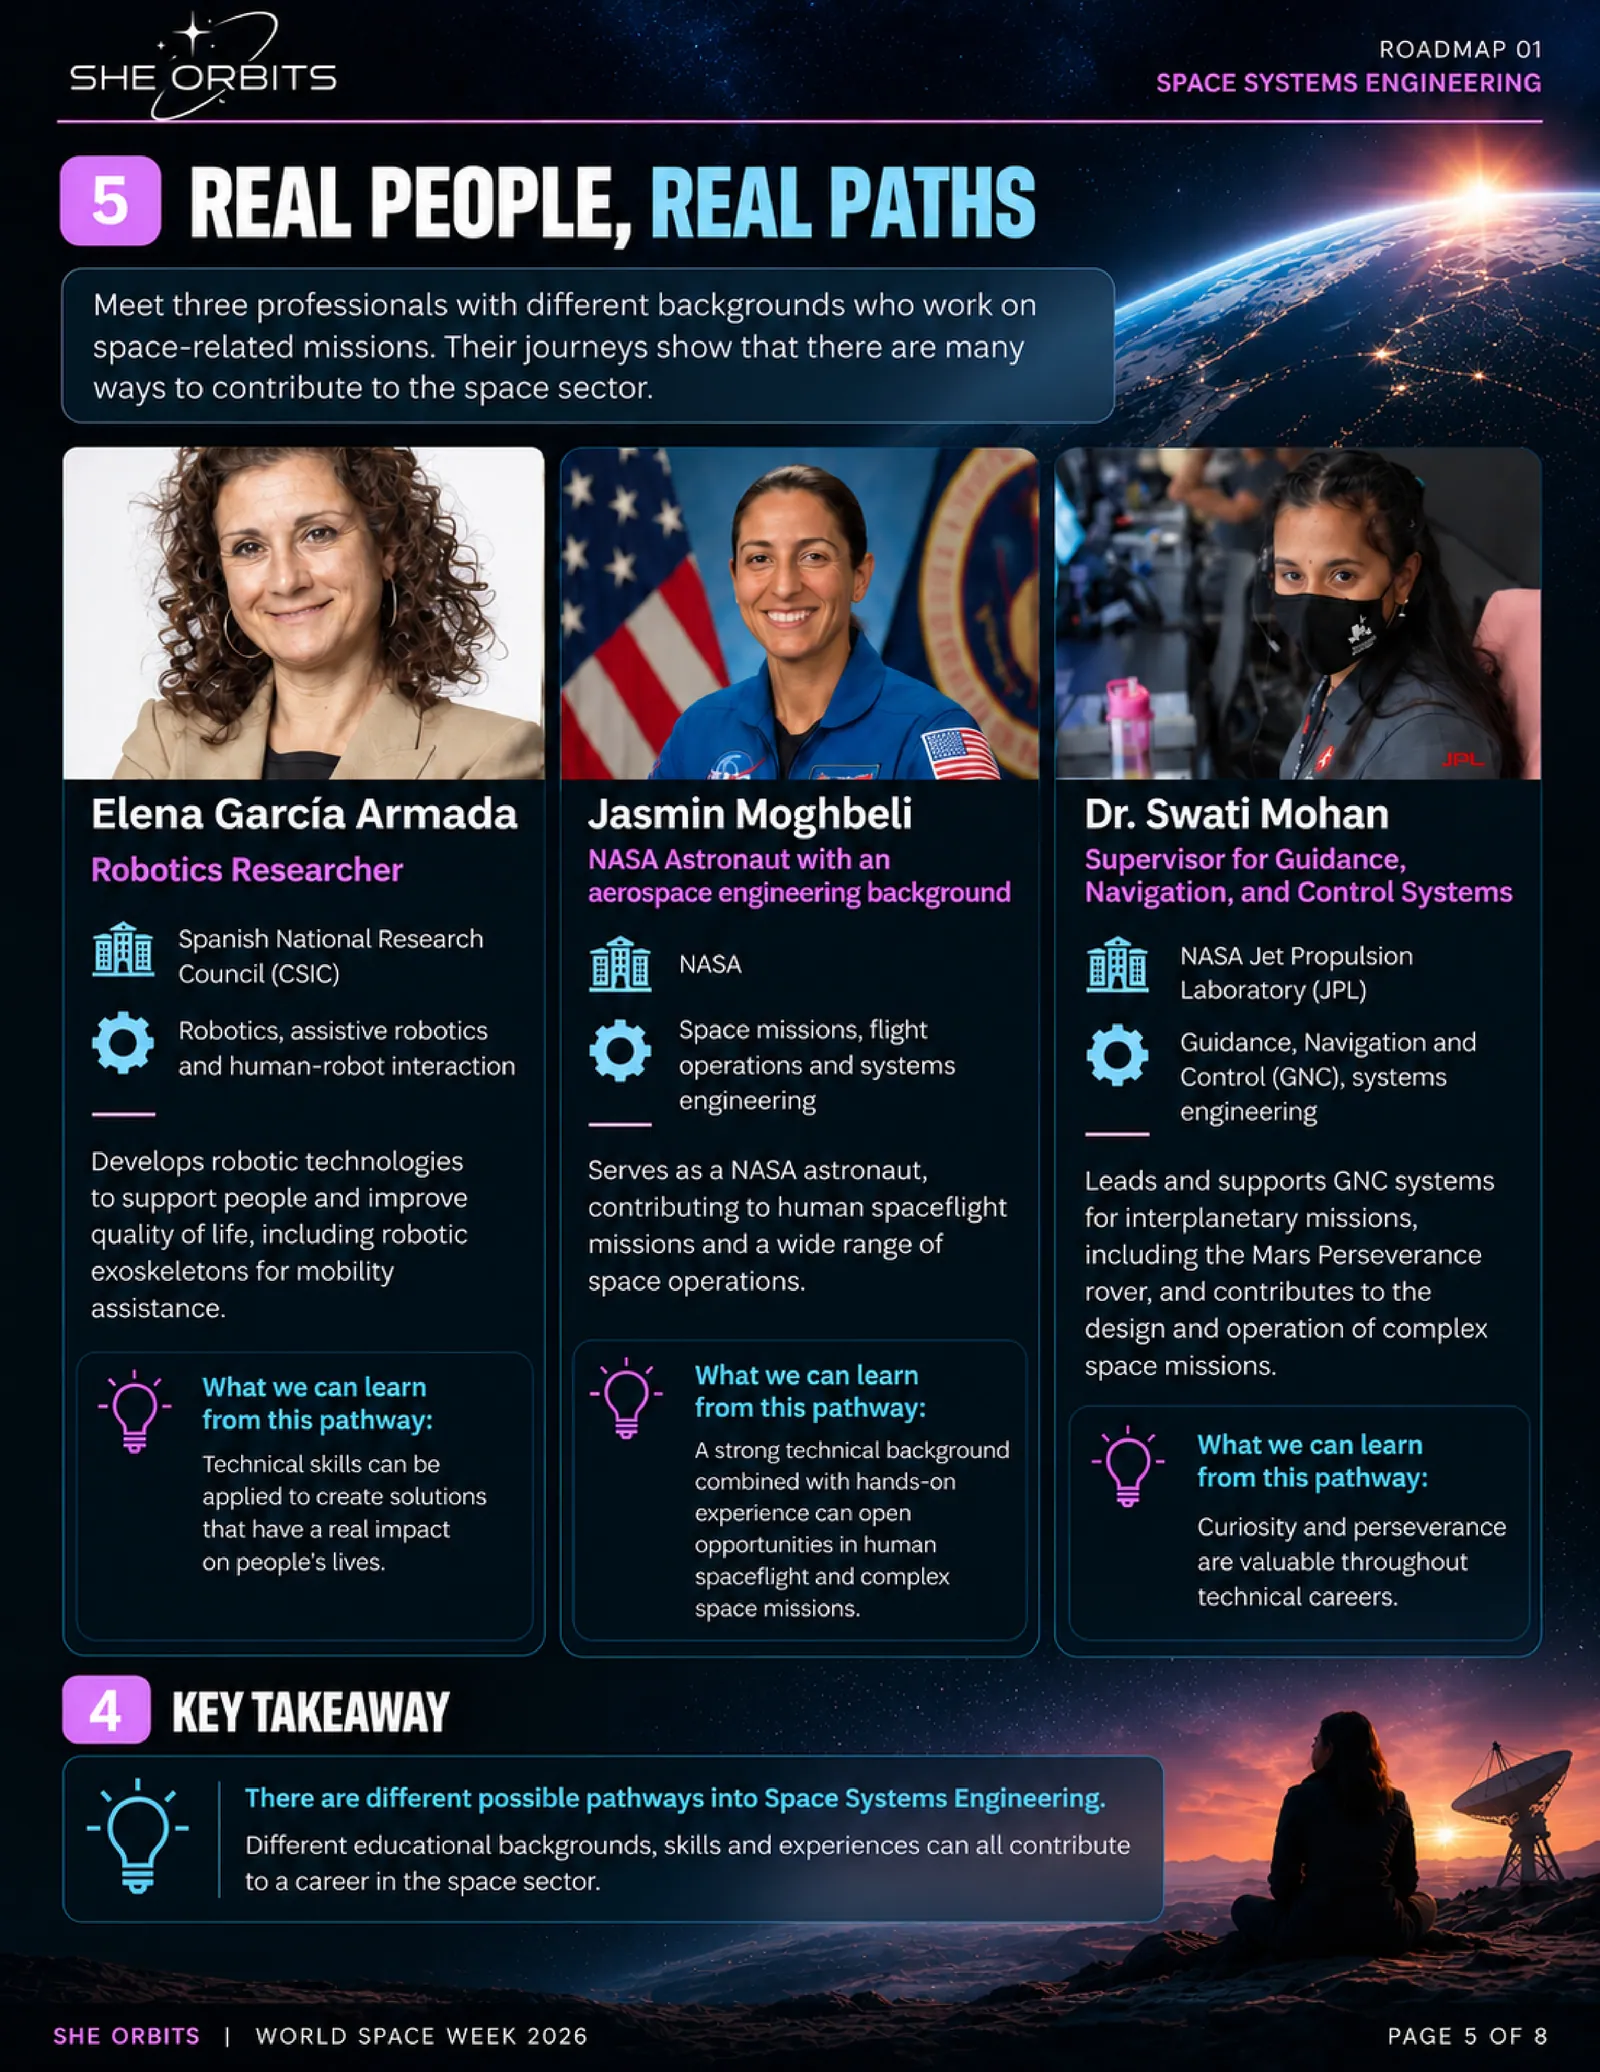 SHE ORBITS
ROADMAP 01
SPACE SYSTEMS ENGINEERING
5 REAL PEOPLE, REAL PATHS
Meet three professionals with different backgrounds who work on
space-related missions. Their journeys show that there are many
ways to contribute to the space sector.
JPL
Elena García Armada
Robotics Researcher
Spanish National Research
Council (CSIC)
Robotics, assistive robotics
and human-robot interaction
Develops robotic technologies
to support people and improve
quality of life, including robotic
exoskeletons for mobility
assistance.
What we can learn
from this pathway:
Technical skills can be
applied to create solutions
that have a real impact
on people's lives.
Jasmin Moghbeli
NASA Astronaut with an
aerospace engineering background
NASA
Space missions, flight
operations and systems
engineering
Serves as a NASA astronaut,
contributing to human spaceflight
missions and a wide range of
space operations.
What we can learn
from this pathway:
A strong technical background
combined with hands-on
experience can open
opportunities in human
spaceflight and complex
space missions.
Dr. Swati Mohan
Supervisor for Guidance,
Navigation, and Control Systems
NASA Jet Propulsion
Laboratory (JPL)
Guidance, Navigation and
Control (GNC), systems
engineering
Leads and supports GNC systems
for interplanetary missions,
including the Mars Perseverance
rover, and contributes to the
design and operation of complex
space missions.
What we can learn
from this pathway:
Curiosity and perseverance
are valuable throughout
technical careers.
4 KEY TAKEAWAY
There are different possible pathways into Space Systems Engineering.
Different educational backgrounds, skills and experiences can all contribute
to a career in the space sector.
SHE ORBITS | WORLD SPACE WEEK 2026
PAGE 5 OF 8